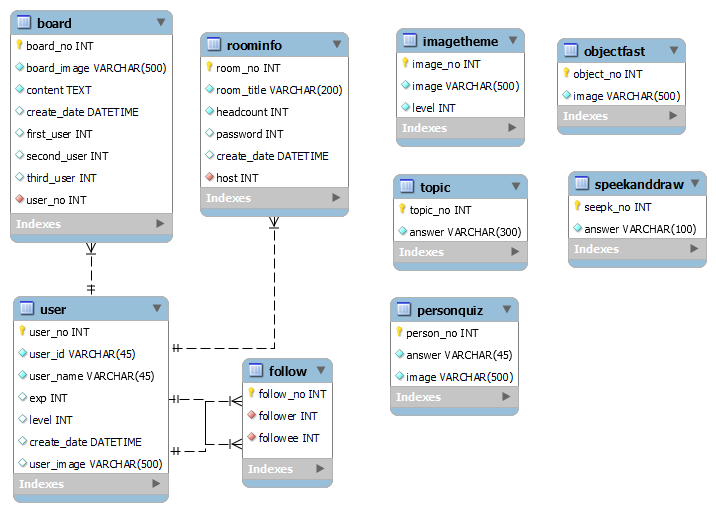 board
board_no INT
board_image VARCHAR(500)
content TEXT
create_date DATETIME
first_user INT
second_user INT
third_user INT
user_no INT
Indexes
roominfo
room_no INT
room_title VARCHAR(200)
headcount INT
password INT
create_date DATETIME
host INT
Indexes
imagetheme
image_no INT
image VARCHAR(500)
level INT
Indexes
objectfast
object_no INT
image VARCHAR(500)
Indexes
topic
topic_no INT
answer VARCHAR(300)
Indexes
speekanddraw
seepk_no INT
answer VARCHAR(100)
Indexes
user
user_no INT
user_id VARCHAR(45)
user_name VARCHAR(45)
exp INT
level INT
create_date DATETIME
user_image VARCHAR(500)
Indexes
follow
follow_no INT
follower INT
followee INT
Indexes
personquiz
person_no INT
answer VARCHAR(45)
image VARCHAR(500)
Indexes